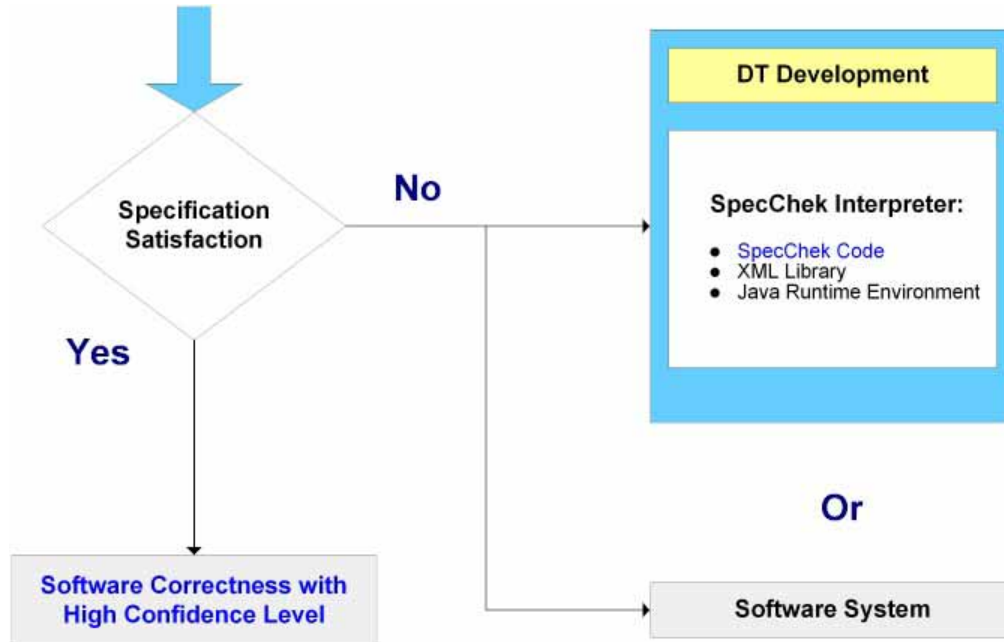 DT Development
No
Specification
Satisfaction
SpecChek Interpreter:
● SpecChek Code
● XML Library
● Java Runtime Environment
Yes
Or
Software Correctness with
High Confidence Level
Software System